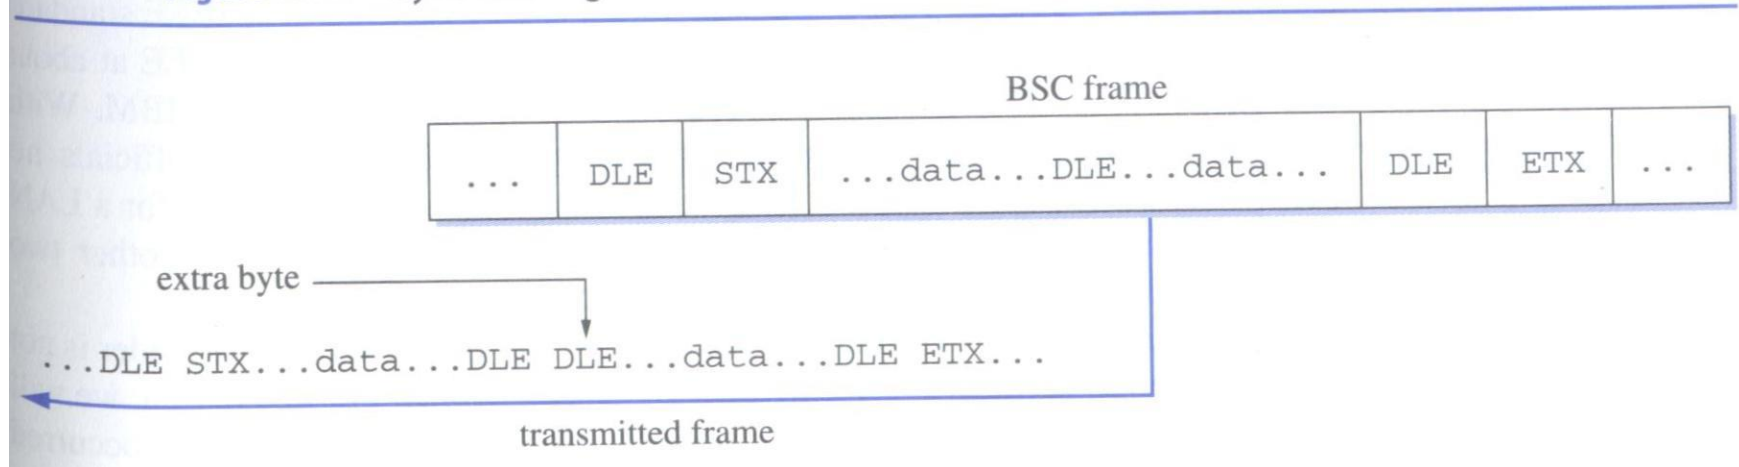 BSC frame
... DLE STX ...data...DLE...data... DLE ETX ...
extra byte
...DLE STX...data...DLE DLE...data...DLE ETX...
transmitted frame